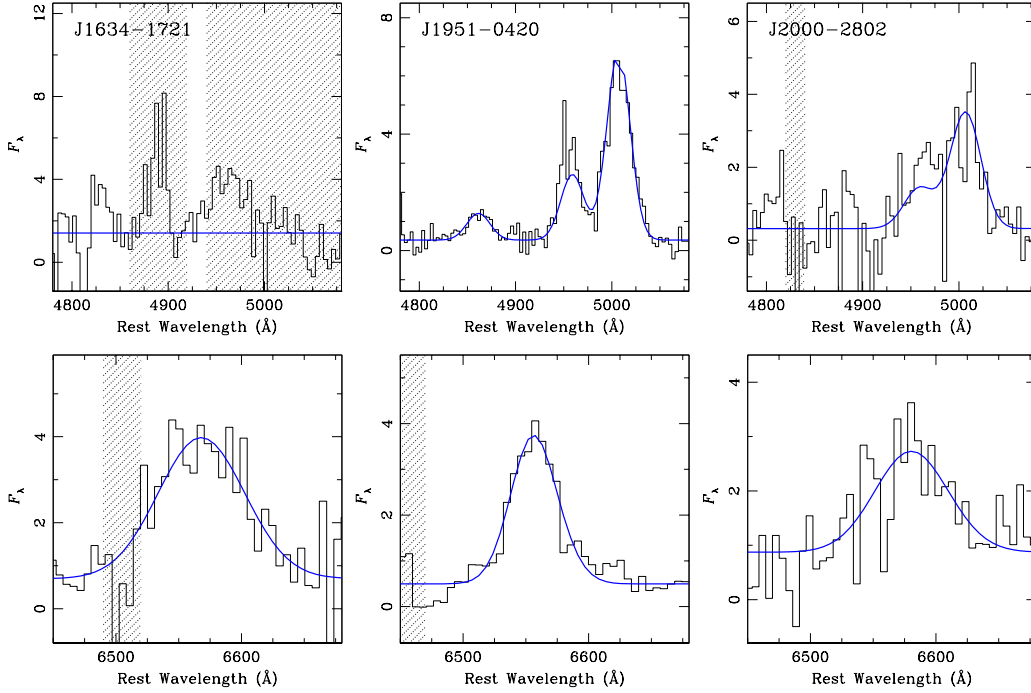 J1634−1721
12
8
4
0
Fλ
4800
4900
5000
Rest Wavelength (Å)
J1951−0420
8
4
0
Fλ
4800
4900
5000
Rest Wavelength (Å)
J2000−2802
6
4
2
0
Fλ
4800
4900
5000
Rest Wavelength (Å)
4
2
0
Fλ
6500
6600
Rest Wavelength (Å)
4
2
0
Fλ
6500
6600
Rest Wavelength (Å)
4
2
0
Fλ
6500
6600
Rest Wavelength (Å)